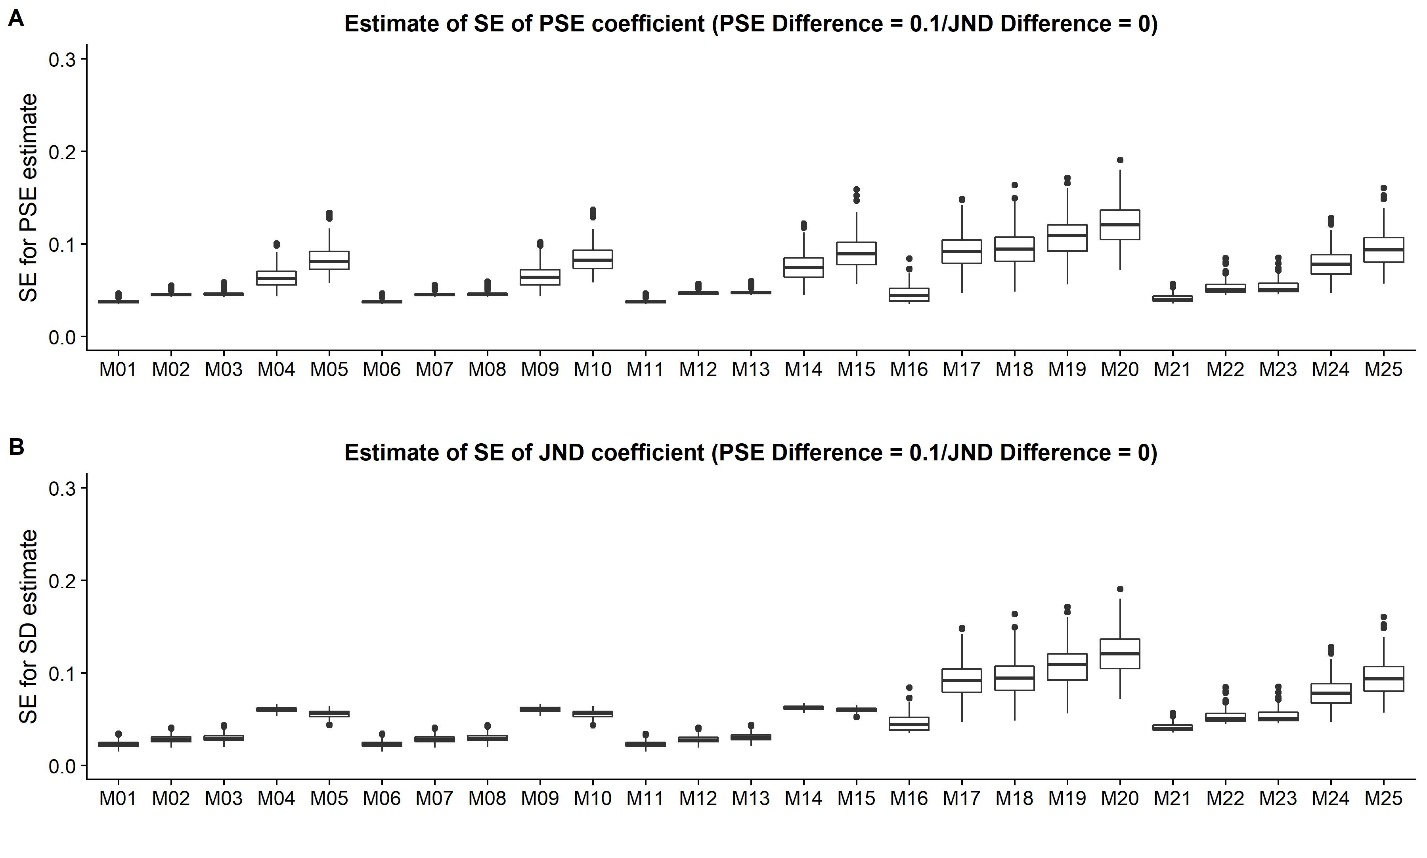 A
Estimate of SE of PSE coefficient (PSE Difference = 0.1/JND Difference = 0)
SE for PSE estimate
0.3
0.2
0.1
0.0
M01 M02 M03 M04 M05 M06 M07 M08 M09 M10 M11 M12 M13 M14 M15 M16 M17 M18 M19 M20 M21 M22 M23 M24 M25
B
Estimate of SE of JND coefficient (PSE Difference = 0.1/JND Difference = 0)
SE for SD estimate
0.3
0.2
0.1
0.0
M01 M02 M03 M04 M05 M06 M07 M08 M09 M10 M11 M12 M13 M14 M15 M16 M17 M18 M19 M20 M21 M22 M23 M24 M25